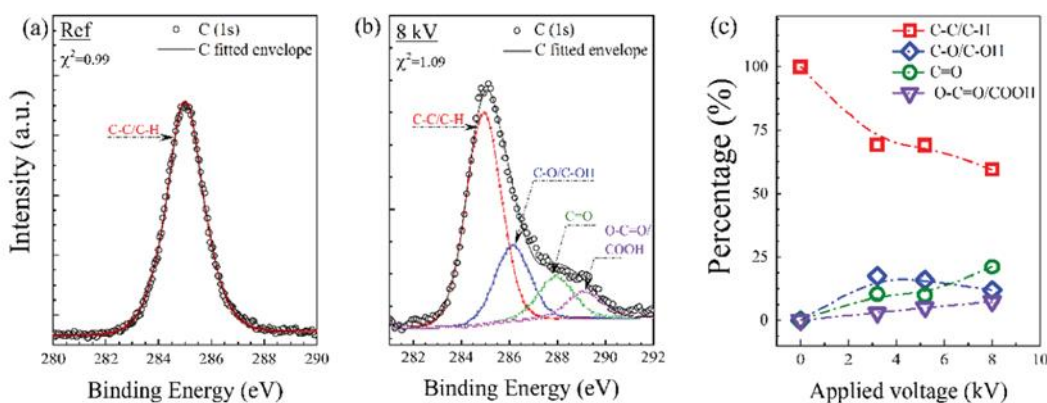 (a) Ref
C (1s)
C fitted envelope
χ²=0.99
C-C/C-H
Intensity (a.u.)
280 282 284 286 288 290
Binding Energy (eV)
(b) 8 kV
C (1s)
C fitted envelope
χ²=1.09
C-C/C-H
C-O/C-OH
C=O
O-C=O/
COOH
282 284 286 288 290 292
Binding Energy (eV)
(c)
C-C/C-H
C-O/C-OH
C=O
O-C=O/COOH
Percentage (%)
100
75
50
25
0
0 2 4 6 8 10
Applied voltage (kV)